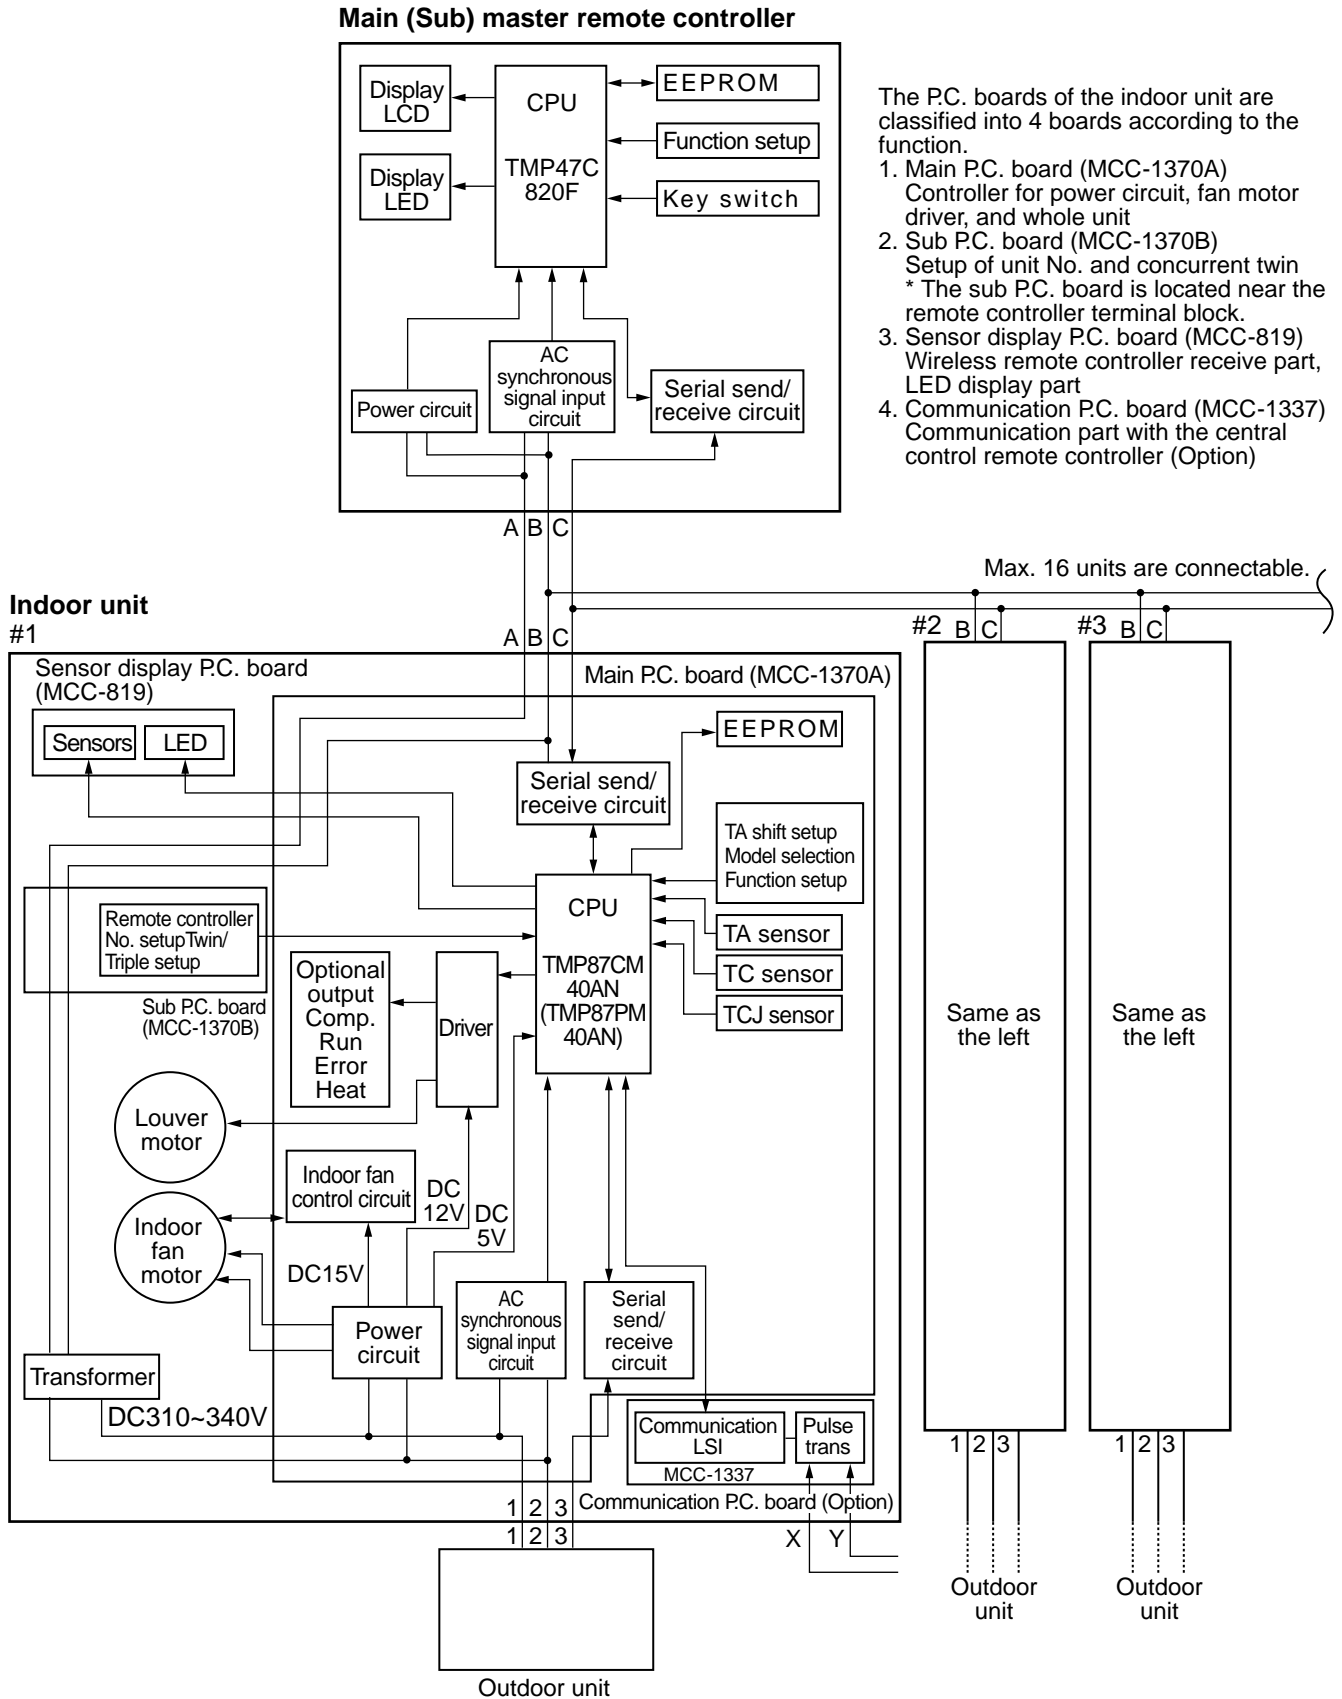 Main (Sub) master remote controller
Display
LCD
Display
LED
CPU
TMP47C
820F
EEPROM
Function setup
Key switch
Power circuit
AC
synchronous
signal input
circuit
Serial send/
receive circuit
A B C
The P.C. boards of the indoor unit are
classified into 4 boards according to the
function.
1. Main P.C. board (MCC-1370A)
Controller for power circuit, fan motor
driver, and whole unit
2. Sub P.C. board (MCC-1370B)
Setup of unit No. and concurrent twin
* The sub P.C. board is located near the
remote controller terminal block.
3. Sensor display P.C. board (MCC-819)
Wireless remote controller receive part,
LED display part
4. Communication P.C. board (MCC-1337)
Communication part with the central
control remote controller (Option)
Max. 16 units are connectable.
Indoor unit
#1
A B C
#2 B C
#3 B C
Sensor display P.C. board
(MCC-819)
Main P.C. board (MCC-1370A)
Sensors
LED
EEPROM
Serial send/
receive circuit
TA shift setup
Model selection
Function setup
CPU
TMP87CM
40AN
(TMP87PM
40AN)
TA sensor
TC sensor
TCJ sensor
Remote controller
No. setupTwin/
Triple setup
Sub P.C. board
(MCC-1370B)
Optional
output
Comp.
Run
Error
Heat
Driver
Louver
motor
Indoor fan
control circuit
DC
12V
DC
5V
Indoor
fan
motor
DC15V
Power
circuit
AC
synchronous
signal input
circuit
Serial
send/
receive
circuit
Transformer
DC310~340V
Communication
LSI
Pulse
trans
MCC-1337
Communication P.C. board (Option)
1 2 3
1 2 3
X Y
Outdoor unit
Same as
the left
1 2 3
Outdoor
unit
Same as
the left
1 2 3
Outdoor
unit